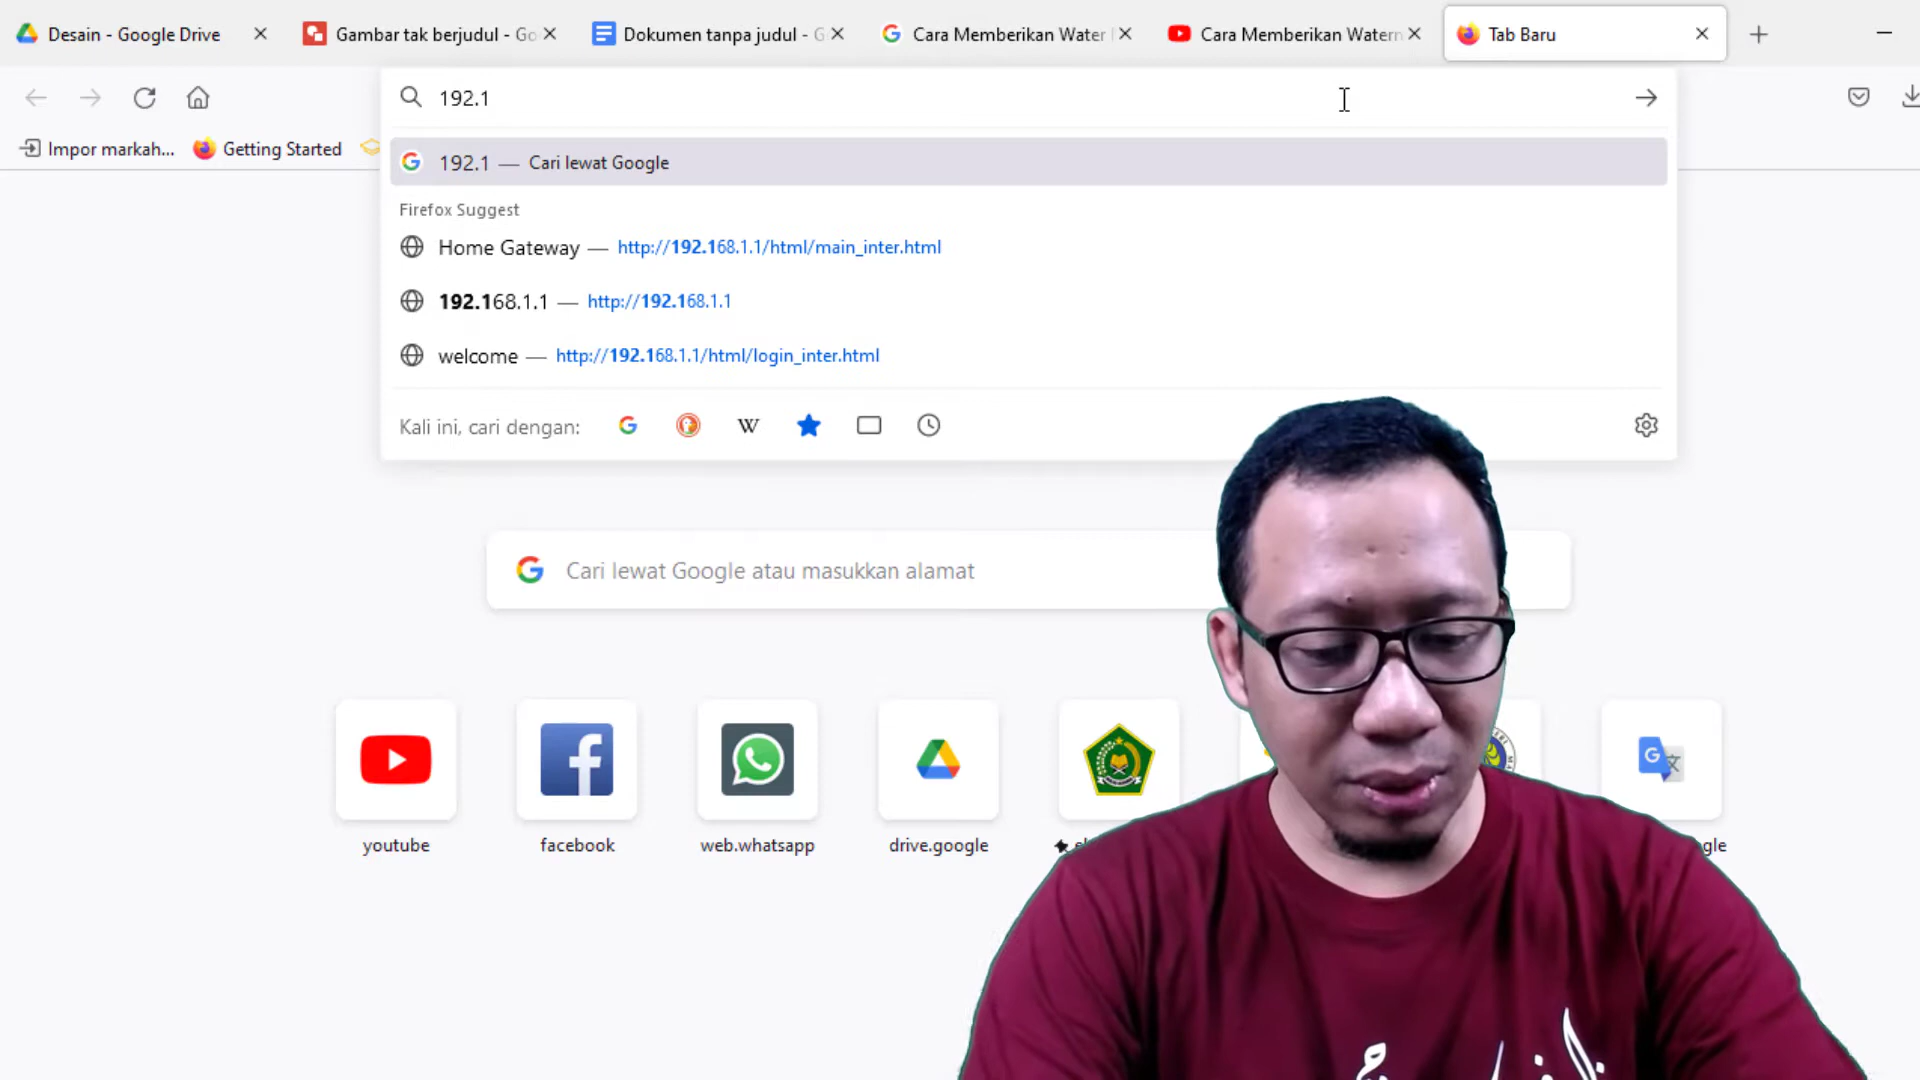 Desain - Google Drive
Gambar tak berjudul - Go
Dokumen tanpa judul - G
Cara Memberikan Water
Cara Memberikan Watern
Tab Baru
192.1
Impor markah...
Getting Started
192.1 — Cari lewat Google
Firefox Suggest
Home Gateway — http://192.168.1.1/html/main_inter.html
192.168.1.1 — http://192.168.1.1
welcome — http://192.168.1.1/html/login_inter.html
Kali ini, cari dengan:
W
Cari lewat Google atau masukkan alamat
youtube
facebook
web.whatsapp
drive.google
gle